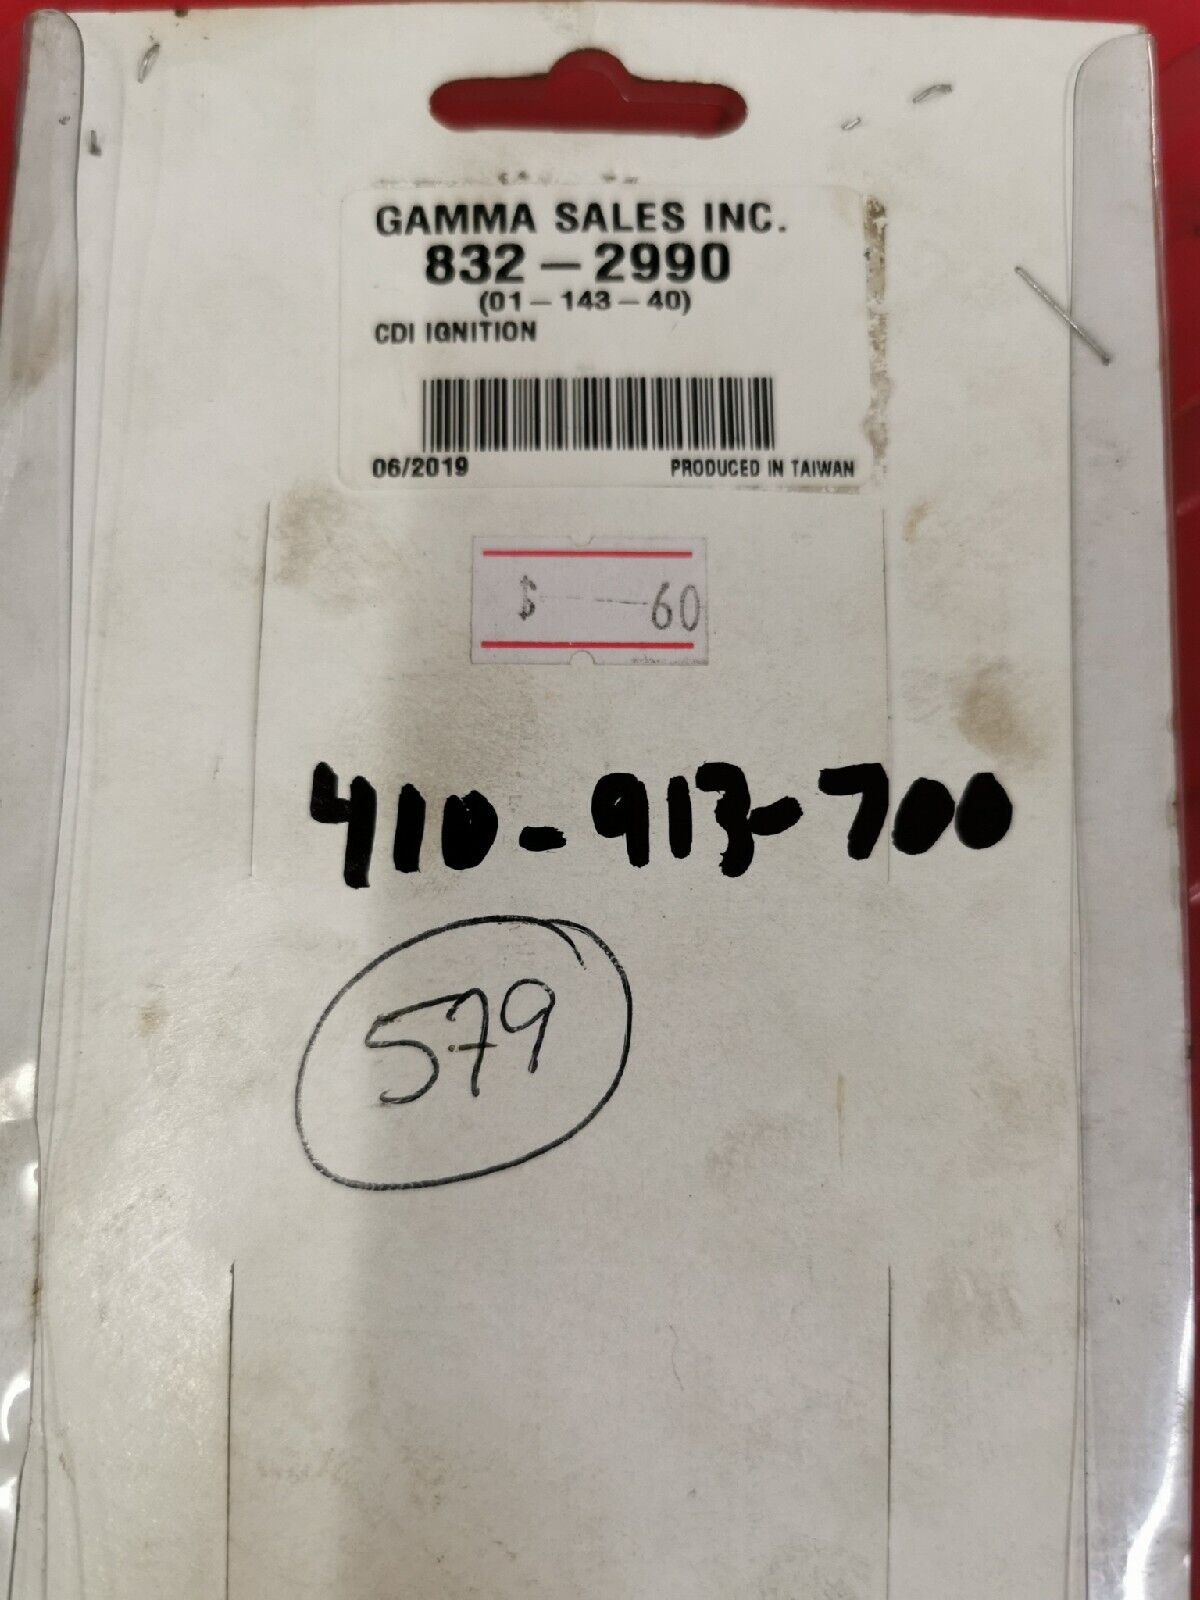 GAMMA SALES INC.
832-2990
(01-143-40)
CDI IGNITION
06/2019 PRODUCED IN TAIWAN
$ —60
410-913-700
579